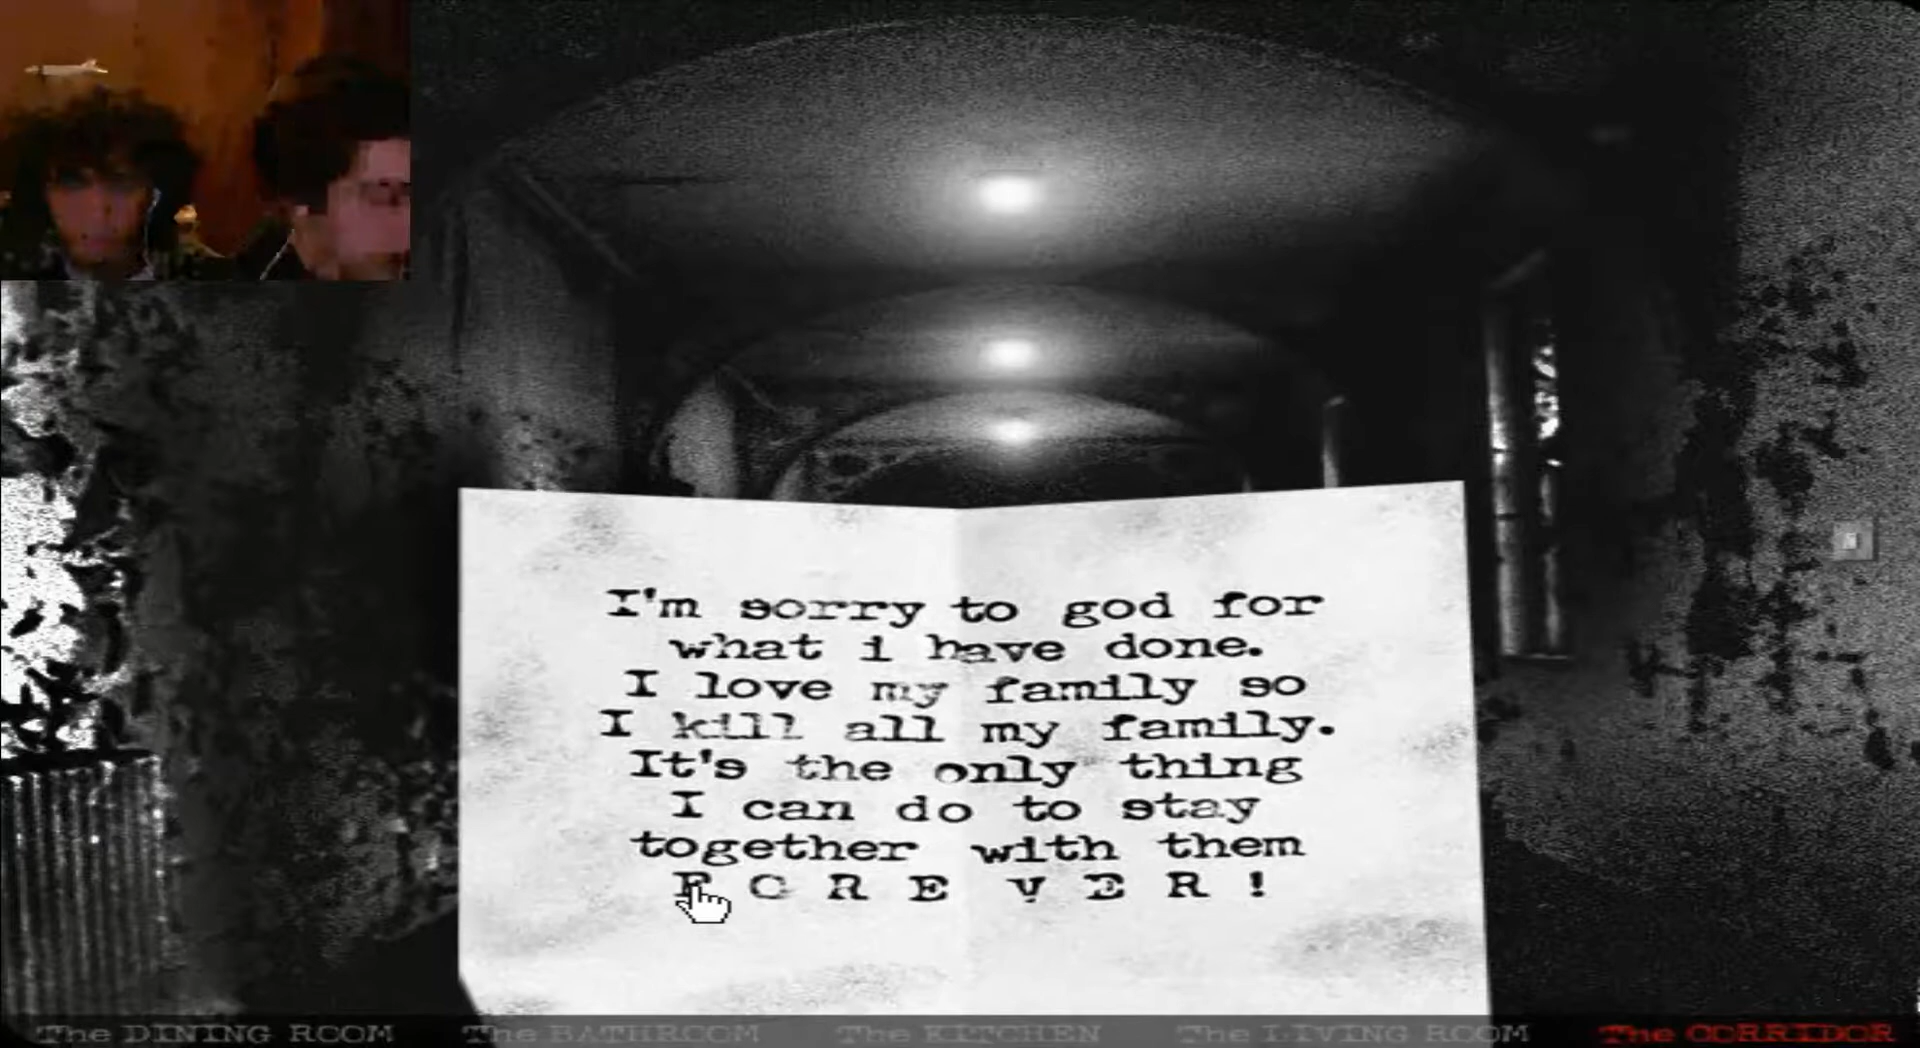 I'm sorry to god for
what i have done.
I love my family so
I kill all my family.
It's the only thing
I can do to stay
together with them
F O R E V E R !
The DINING ROOM The BATHROOM The KITCHEN The LIVING ROOM The CORRIDOR